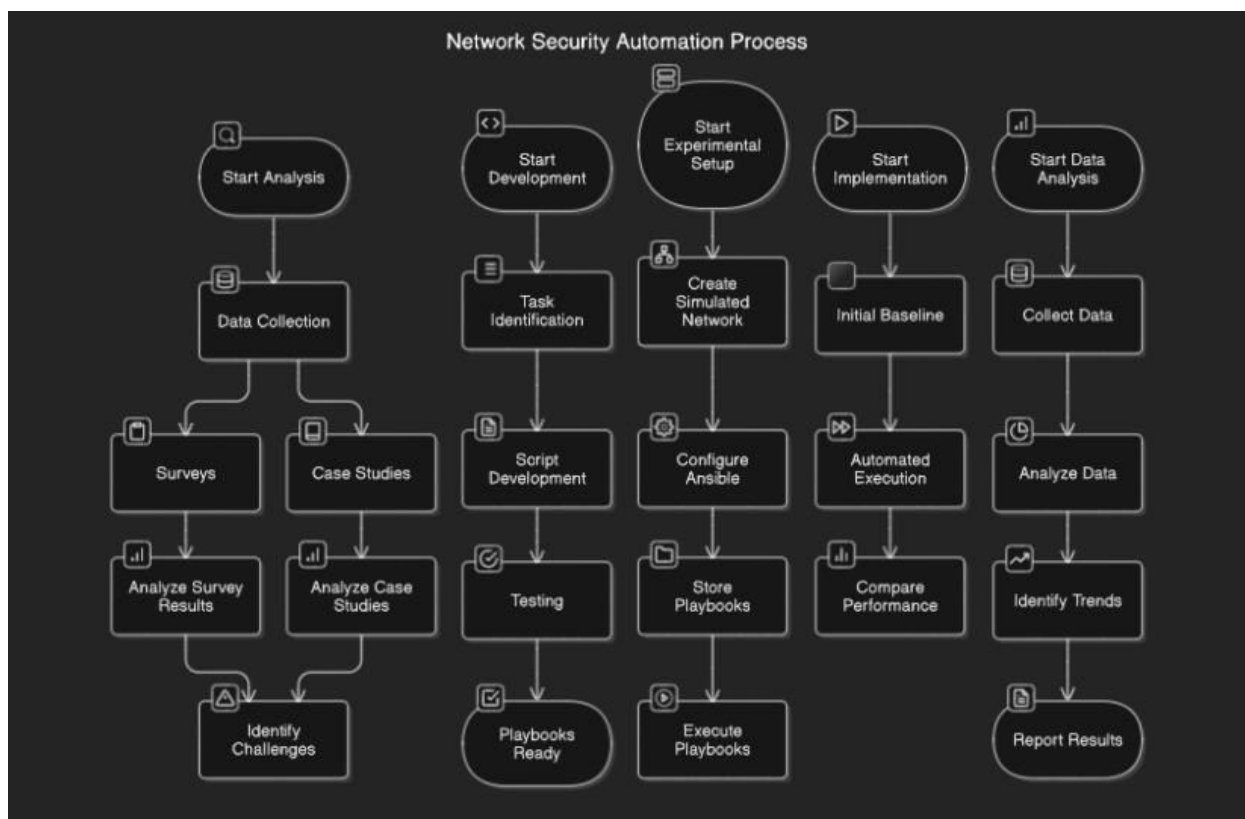 Network Security Automation Process
Start Analysis
Data Collection
Surveys
Case Studies
Analyze Survey
Results
Analyze Case
Studies
Identify
Challenges
Start
Development
Task
Identification
Script
Development
Testing
Playbooks
Ready
Start
Experimental
Setup
Create
Simulated
Network
Configure
Ansible
Store
Playbooks
Execute
Playbooks
Start
Implementation
Initial Baseline
Automated
Execution
Compare
Performance
Start Data
Analysis
Collect Data
Analyze Data
Identify Trends
Report Results